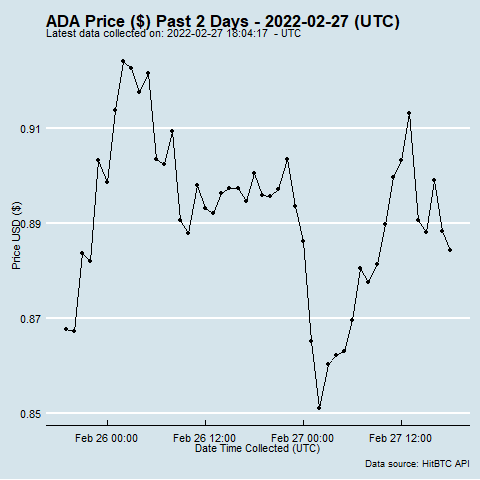 ADA Price ($) Past 2 Days - 2022-02-27 (UTC)
Latest data collected on: 2022-02-27 18:04:17 - UTC
0.91
0.89
0.87
0.85
Price USD ($)
Feb 26 00:00 Feb 26 12:00 Feb 27 00:00 Feb 27 12:00
Date Time Collected (UTC)
Data source: HitBTC API